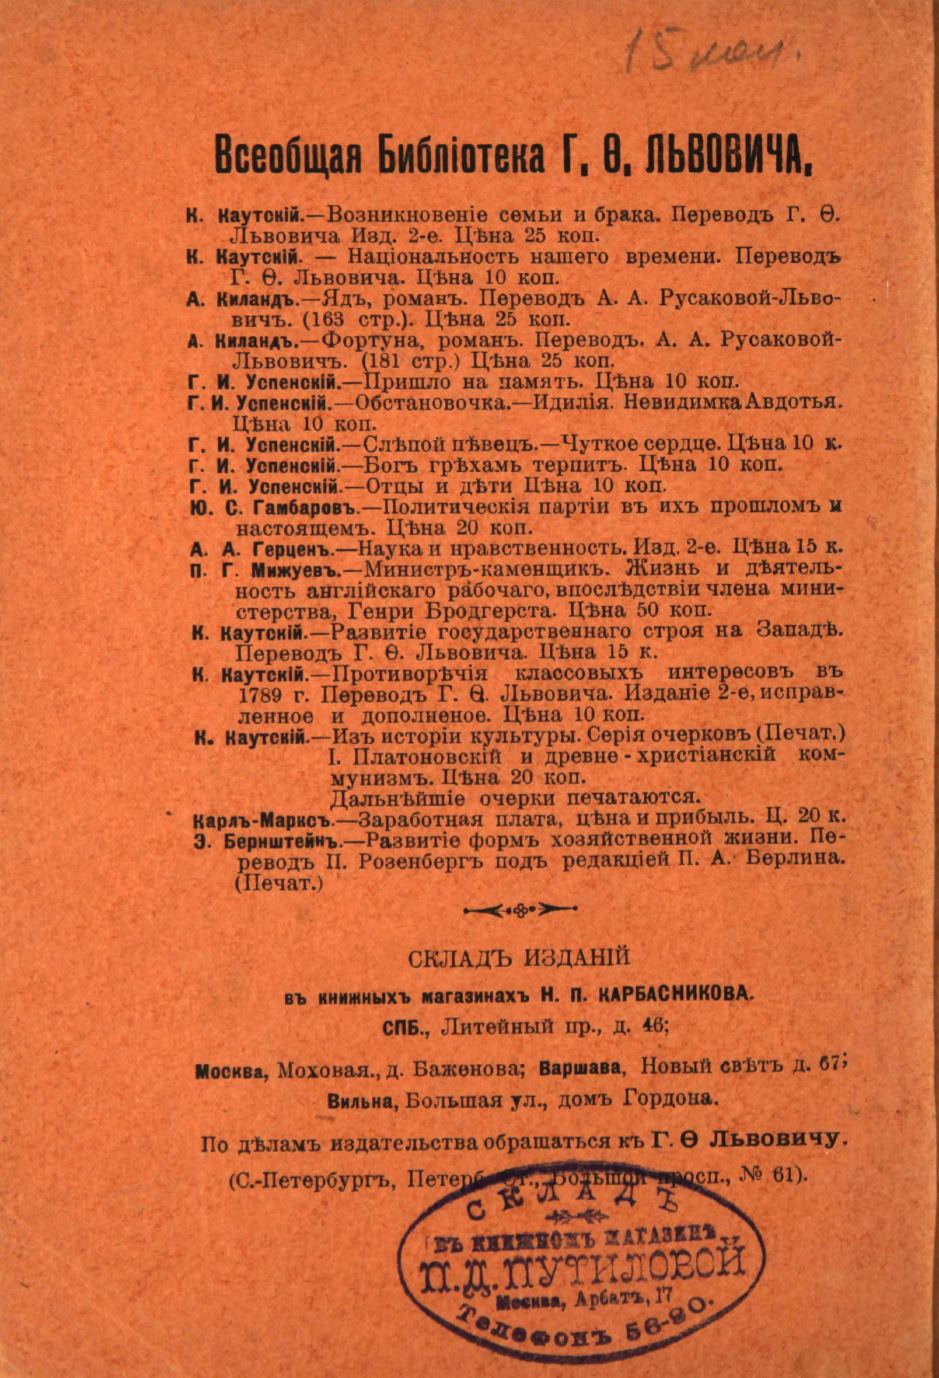 15 коп.
Всеобщая Библіотека Г. Ѳ. ЛЬВОВИЧА.
К. Каутскій.—Возникновеніе семьи и брака. Переводъ Г. Ѳ.
Львовича Изд. 2-е. Цѣна 25 коп.
К. Каутскій. — Національность нашего времени. Переводъ
Г. Ѳ. Львовича. Цѣна 10 коп.
А. Киландъ.—Ядъ, романъ. Переводъ А. А. Русаковой-Льво-
вичъ. (163 стр.). Цѣна 25 коп.
А. Киландъ.—Фортуна, романъ. Переводъ. А. А. Русаковой-
Львовичъ. (181 стр.) Цѣна 25 коп.
Г. И. Успенскій.—Пришло на память. Цѣна 10 коп.
Г. И. Успенскій.—Обстановочка.—Идилія. Невидимка Авдотья.
Цѣна 10 коп.
Г. И. Успенскій.—Слѣпой пѣвецъ.—Чуткое сердце. Цѣна 10 к.
Г. И. Успенскій.—Богъ грѣхамъ терпитъ. Цѣна 10 коп.
Г. И. Успенскій.—Отцы и дѣти Цѣна 10 коп.
Ю. С. Гамбаровъ.—Политическія партіи въ ихъ прошломъ и
настоящемъ. Цѣна 20 коп.
А. А. Герценъ.—Наука и нравственность. Изд. 2-е. Цѣна 15 к.
П. Г. Мижуевъ.—Министръ-каменщикъ. Жизнь и дѣятель-
ность англійскаго рабочаго, впослѣдствіи члена мини-
стерства, Генри Бродгерста. Цѣна 50 коп.
К. Каутскій.—Развитіе государственнаго строя на Западѣ.
Переводъ Г. Ѳ. Львовича. Цѣна 15 к.
К. Каутскій.—Противорѣчія классовыхъ интересовъ въ
1789 г. Переводъ Г. Ѳ. Львовича. Изданіе 2-е, исправ-
ленное и дополненое. Цѣна 10 коп.
К. Каутскій.—Изъ исторіи культуры. Серія очерковъ (Печат.)
I. Платоновскій и древне-христіанскій ком-
мунизмъ. Цѣна 20 коп.
Дальнѣйшіе очерки печатаются.
Карлъ-Марксъ.—Заработная плата, цѣна и прибыль. Ц. 20 к.
Э. Бернштейнъ.—Развитіе формъ хозяйственной жизни. Пе-
реводъ П. Розенбергъ подъ редакціей П. А. Берлина.
(Печат.)
СКЛАДЪ ИЗДАНІЙ
въ книжныхъ магазинахъ Н. П. КАРБАСНИКОВА.
СПБ., Литейный пр., д. 46;
Москва, Моховая., д. Баженова; Варшава, Новый свѣтъ д. 67;
Вильна, Большая ул., домъ Гордона.
По дѣламъ издательства обращаться къ Г. Ѳ Львовичу.
(С.-Петербургъ, Петерб. Ст., Большой просп., № 61).
СКЛАДЪ
ВЪ КНИЖНОМЪ МАГАЗИНѢ
П.Д.ПУТИЛОВОЙ
Москва, Арбатъ, 17
Телефонъ 56-80.